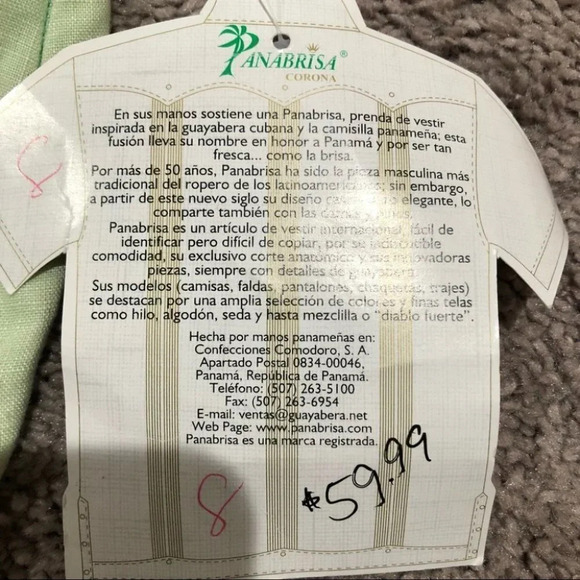 PANABRISA®
CORONA
En sus manos sostiene una Panabrisa, prenda de vestir
inspirada en la guayabera cubana y la camisilla panameña; esta
fusión lleva su nombre en honor a Panamá y por ser tan
fresca... como la brisa.
Por más de 50 años, Panabrisa ha sido la pieza masculina más
tradicional del ropero de los latinoamericanos; sin embargo,
a partir de este nuevo siglo su diseño elegante, lo
comparte también con las damas y niños.
Panabrisa es un artículo de vestir internacional, fácil de
identificar pero difícil de copiar, por su indiscutible
comodidad, su exclusivo corte anatómico y sus innovadoras
piezas, siempre con detalles de guayabera.
Sus modelos (camisas, faldas, pantalones, chaquetas, trajes)
se destacan por una amplia selección de colores y finas telas
como hilo, algodón, seda y hasta mezclilla o "diablo fuerte".
Hecha por manos panameñas en:
Confecciones Comodoro, S. A.
Apartado Postal 0834-00046,
Panamá, República de Panamá.
Teléfono: (507) 263-5100
Fax: (507) 263-6954
E-mail: ventas@guayabera.net
Web Page: www.panabrisa.com
Panabrisa es una marca registrada.
8
8
$59.99